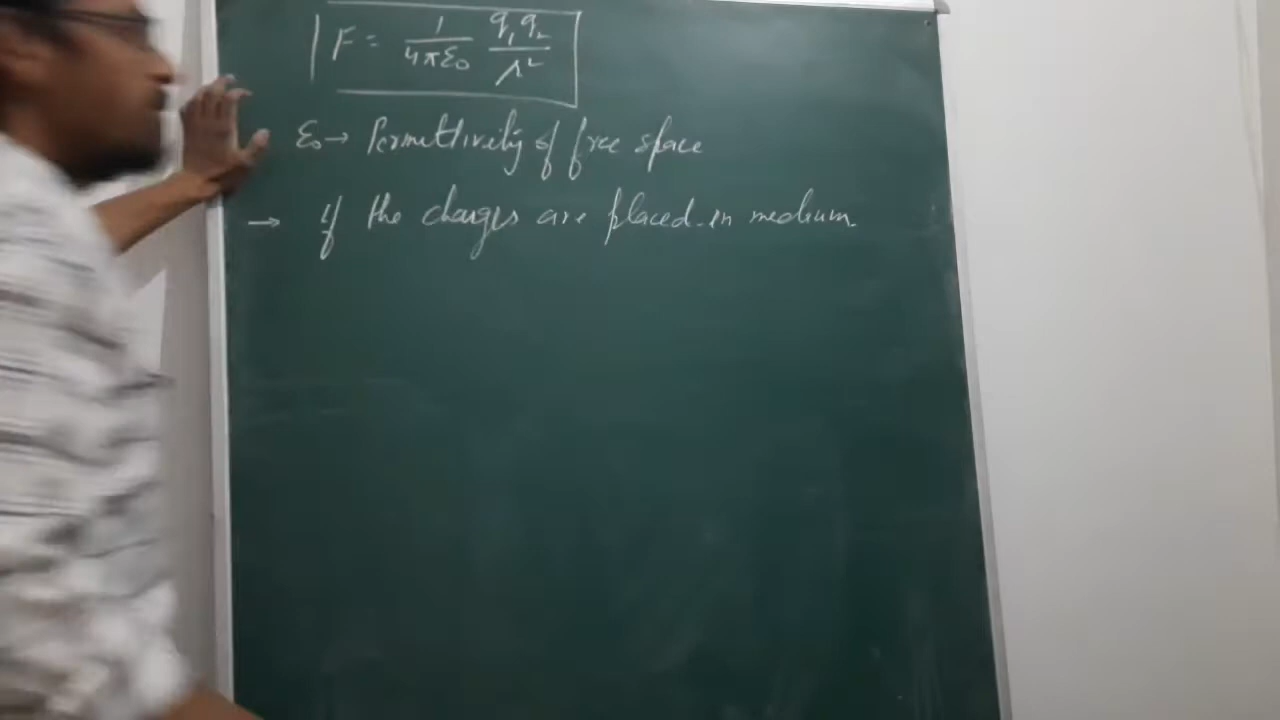 F = 1/4πε₀ q₁q₂/r²
ε₀ → Permittivity of free space
→ If the charges are placed in medium